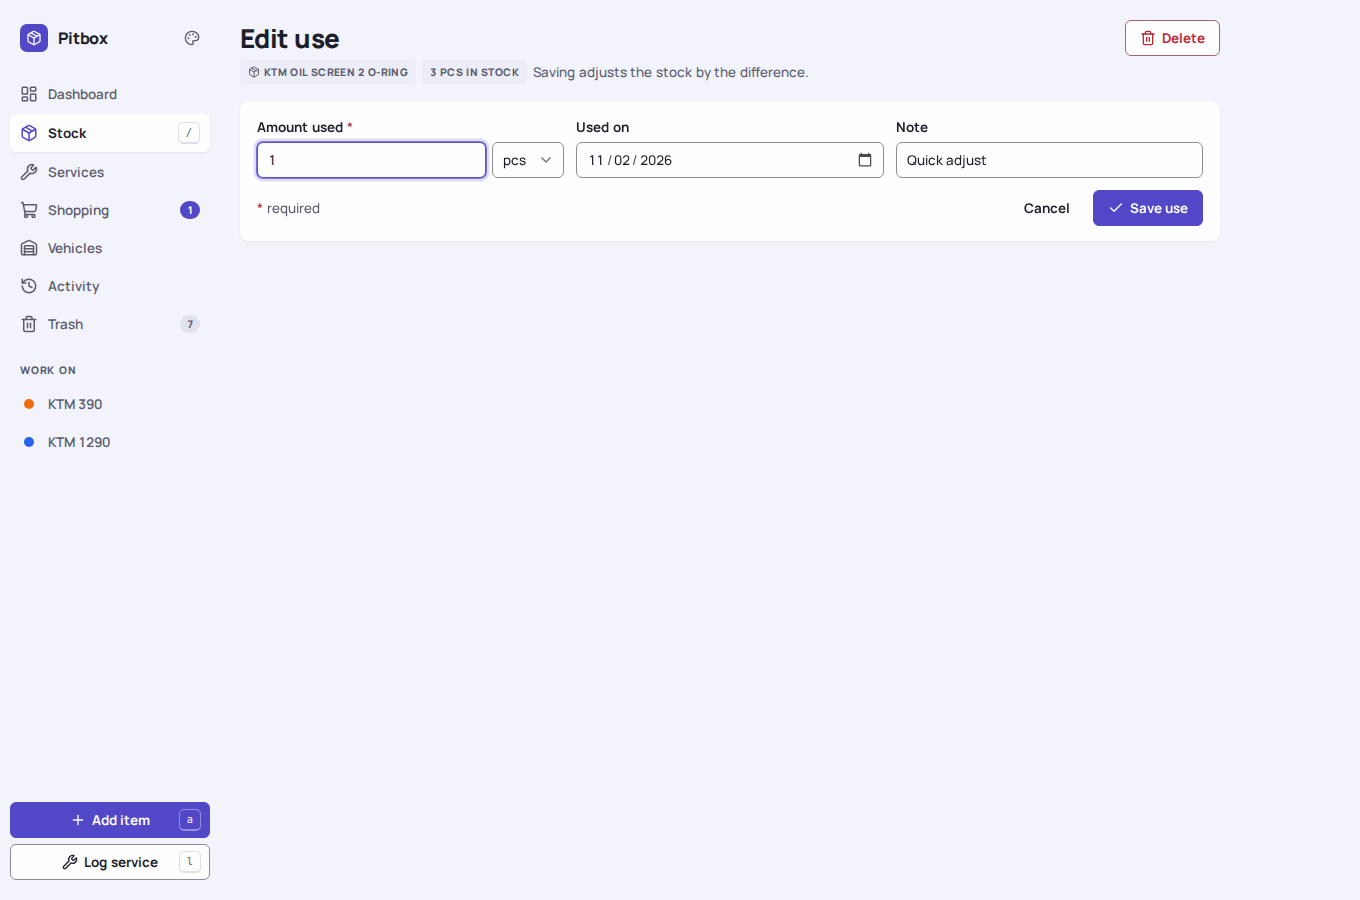 Pitbox
Dashboard
Stock /
Services
Shopping 1
Vehicles
Activity
Trash 7
WORK ON
KTM 390
KTM 1290
Add item a
Log service l
Edit use
Delete
KTM OIL SCREEN 2 O-RING 3 PCS IN STOCK Saving adjusts the stock by the difference.
Amount used * Used on Note
1 pcs 11/02/2026 Quick adjust
* required Cancel Save use